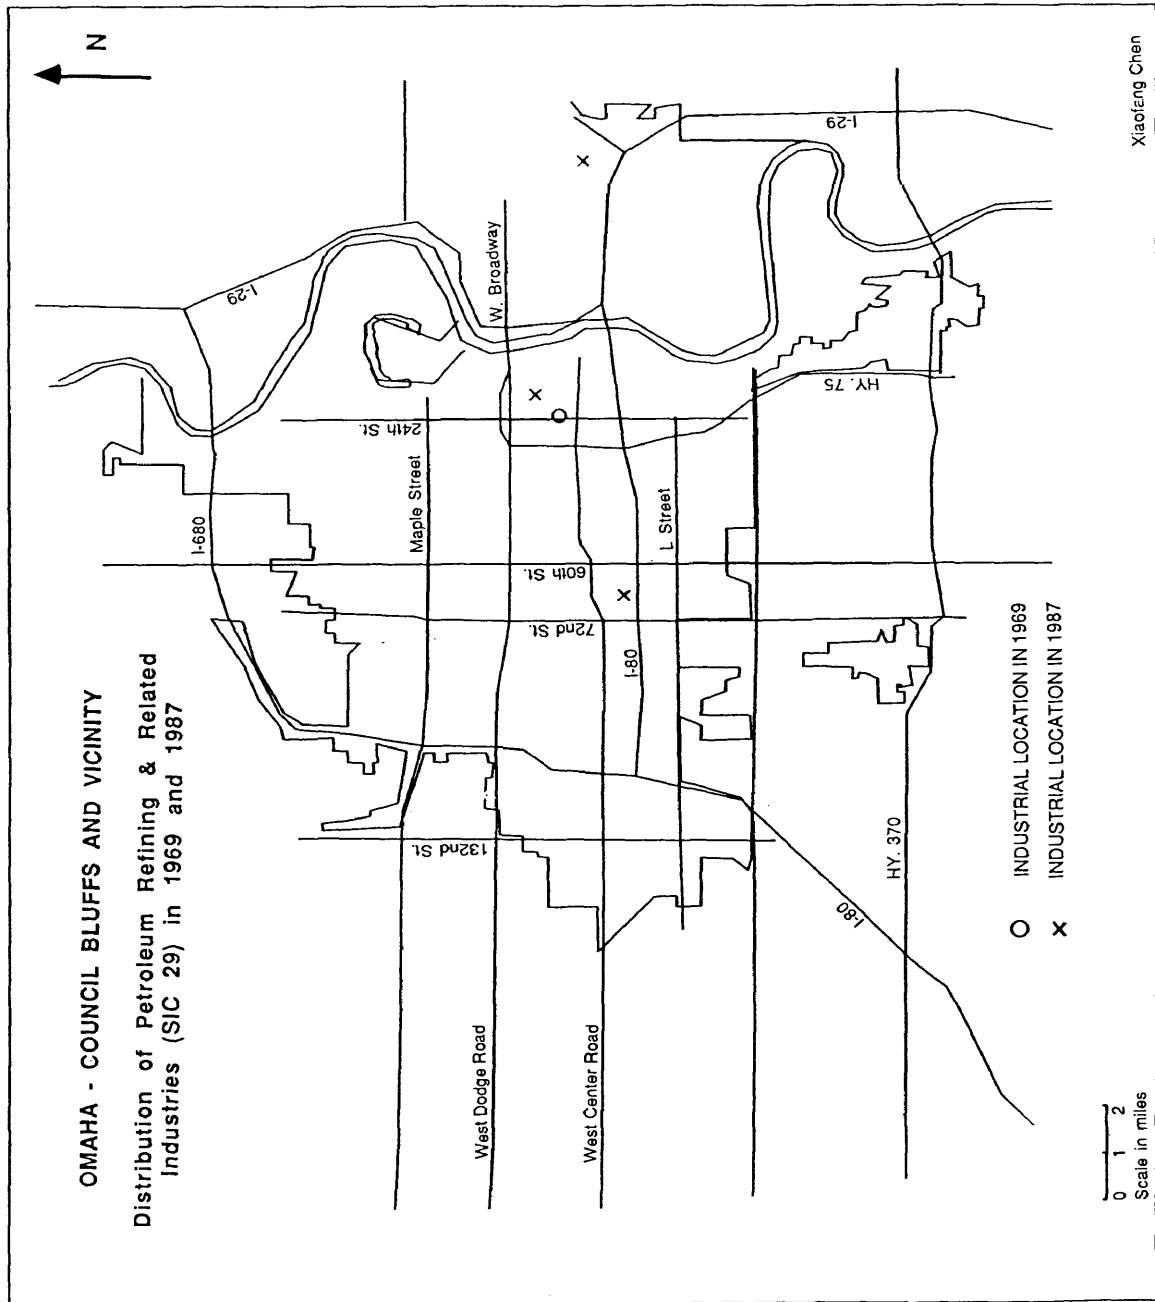 OMAHA - COUNCIL BLUFFS AND VICINITY
Distribution of Petroleum Refining & Related
Industries (SIC 29) in 1969 and 1987
N
I-29
I-680
W. Broadway
24th St.
Maple Street
60th St.
72nd St.
L Street
I-80
132nd St.
West Dodge Road
West Center Road
I-29
HY. 75
HY. 370
I-80
O INDUSTRIAL LOCATION IN 1969
X INDUSTRIAL LOCATION IN 1987
0 1 2
Scale in miles
Xiaofang Chen